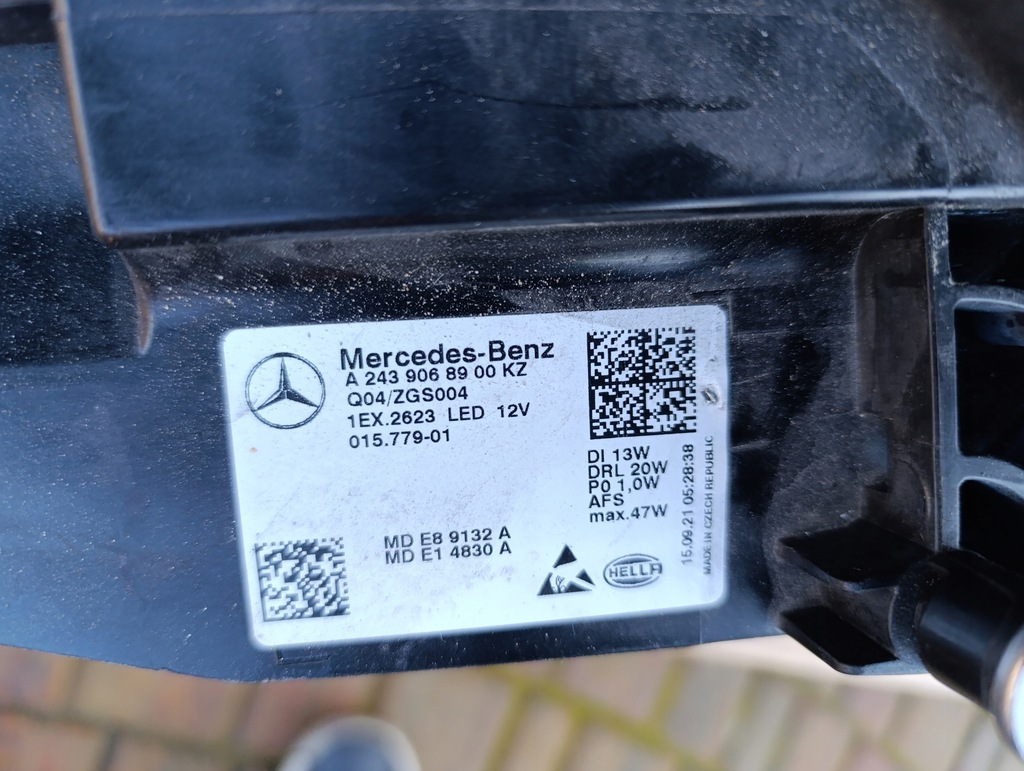 Mercedes-Benz
A 243 906 89 00 KZ
Q04/ZGS004
1EX.2623 LED 12V
015.779-01
DI 13W
DRL 20W
PO 1,0W
AFS
max.47W
15.09.21 05:28:38
MADE IN CZECH REPUBLIC
MD E8 9132 A
MD E1 4830 A
HELLA